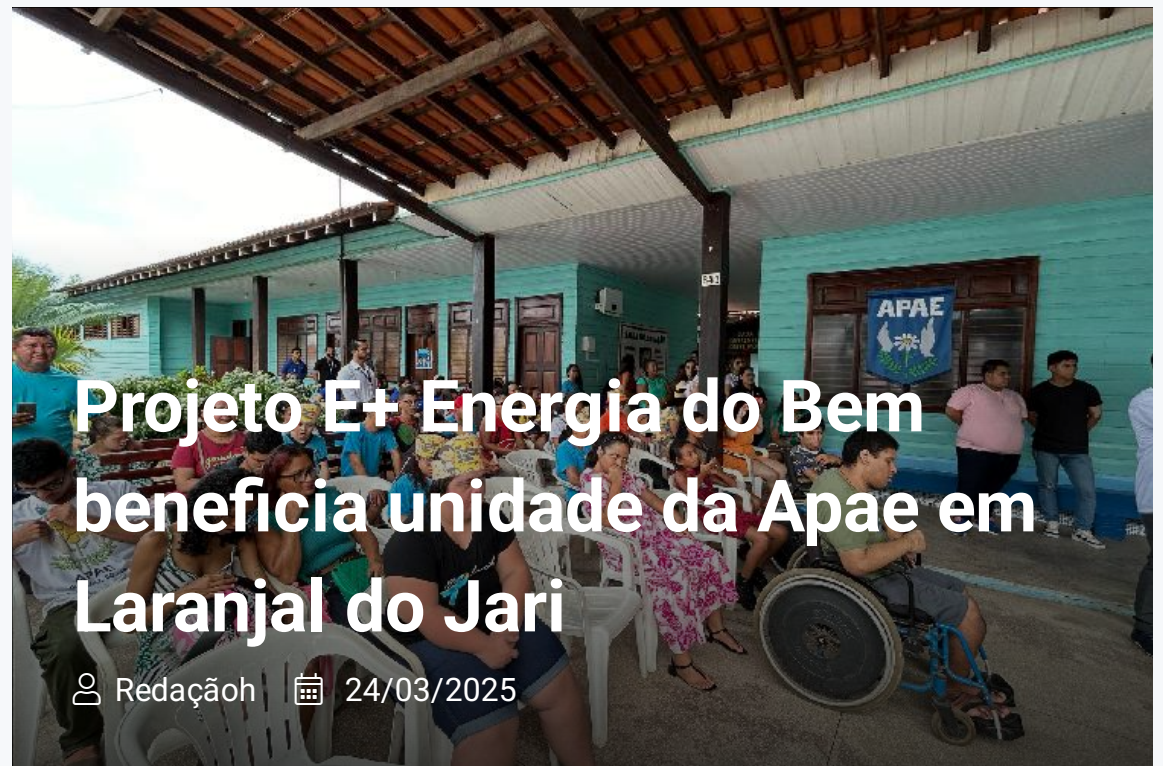 APAE
Projeto E+ Energia do Bem
beneficia unidade da Apae em
Laranjal do Jari
Redaçãoh 24/03/2025